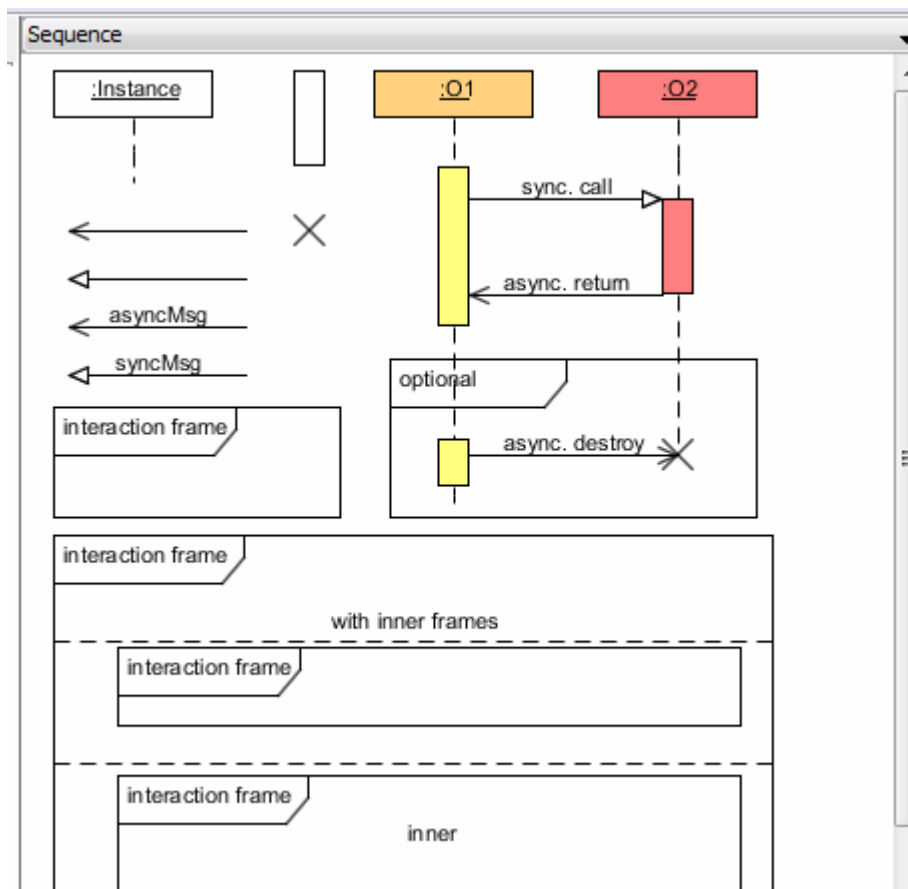 Sequence
:Instance
:O1
:O2
sync. call
async. return
asyncMsg
syncMsg
optional
interaction frame
async. destroy
interaction frame
with inner frames
interaction frame
interaction frame
inner